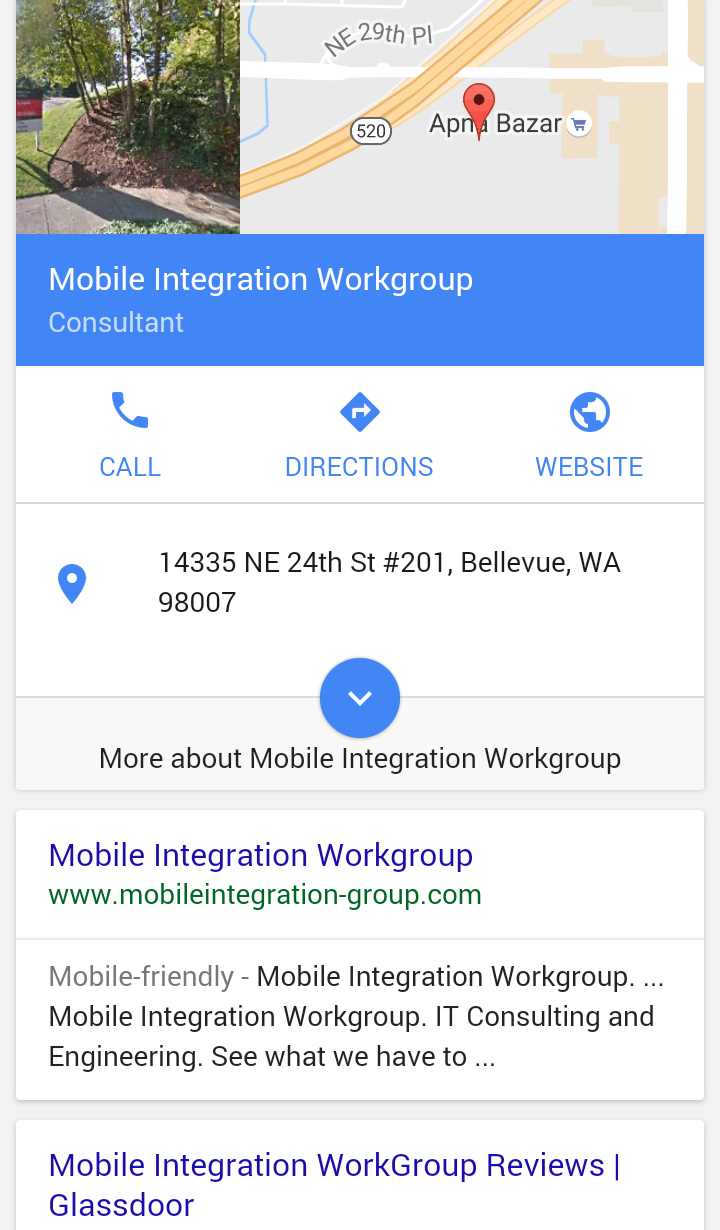 NE 29th Pl
520
Apna Bazar
Mobile Integration Workgroup
Consultant
CALL
DIRECTIONS
WEBSITE
14335 NE 24th St #201, Bellevue, WA
98007
More about Mobile Integration Workgroup
Mobile Integration Workgroup
www.mobileintegration-group.com
Mobile-friendly - Mobile Integration Workgroup. ...
Mobile Integration Workgroup. IT Consulting and
Engineering. See what we have to ...
Mobile Integration WorkGroup Reviews |
Glassdoor